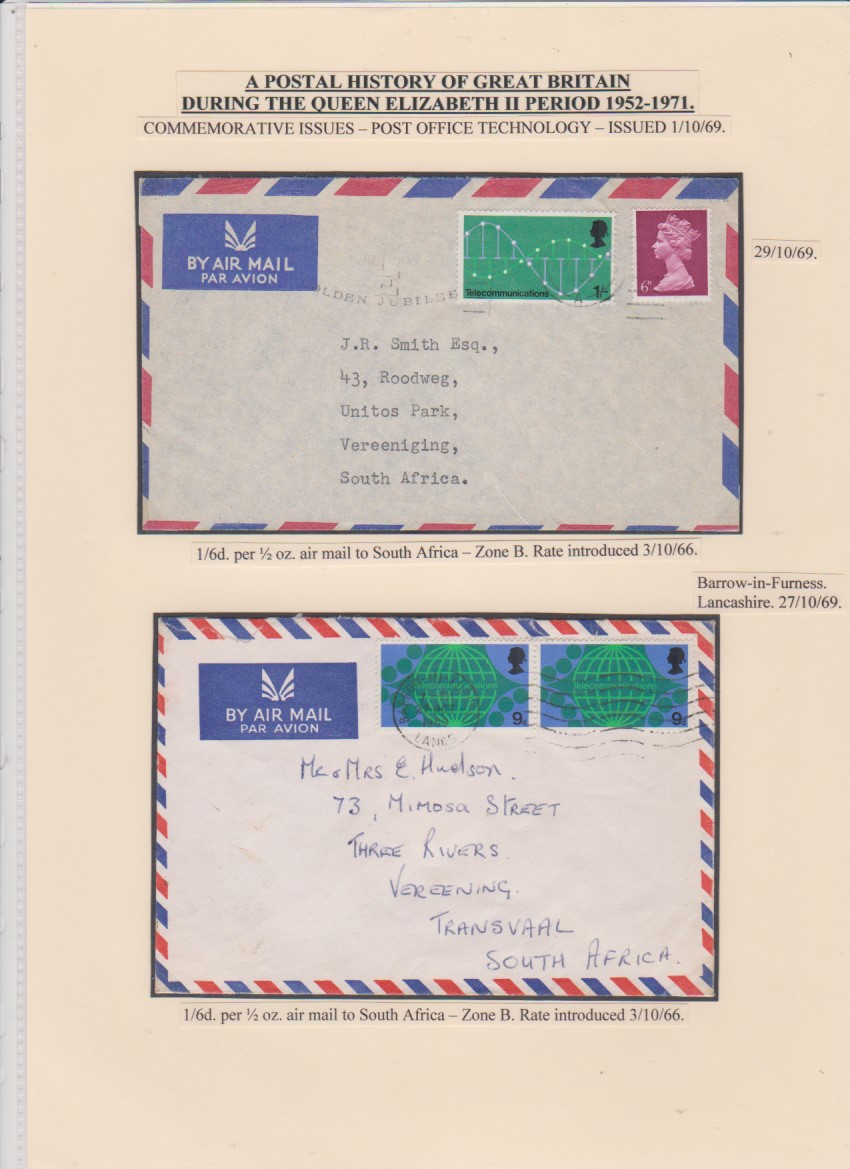 A POSTAL HISTORY OF GREAT BRITAIN
DURING THE QUEEN ELIZABETH II PERIOD 1952-1971.
COMMEMORATIVE ISSUES – POST OFFICE TECHNOLOGY – ISSUED 1/10/69.
BY AIR MAIL
PAR AVION
Telecommunications 1/-
6D
29/10/69.
JUBILEE
J.R. Smith Esq.,
43, Roodweg,
Unitos Park,
Vereeniging,
South Africa.
1/6d. per ½ oz. air mail to South Africa – Zone B. Rate introduced 3/10/66.
Barrow-in-Furness.
Lancashire. 27/10/69.
BY AIR MAIL
PAR AVION
Telecommunications
9d
Telecommunications
9d
LANCS
Mr & Mrs E. Hudson.
73, Mimosa Street
Three Rivers.
Vereening.
Transvaal
South Africa.
1/6d. per ½ oz. air mail to South Africa – Zone B. Rate introduced 3/10/66.